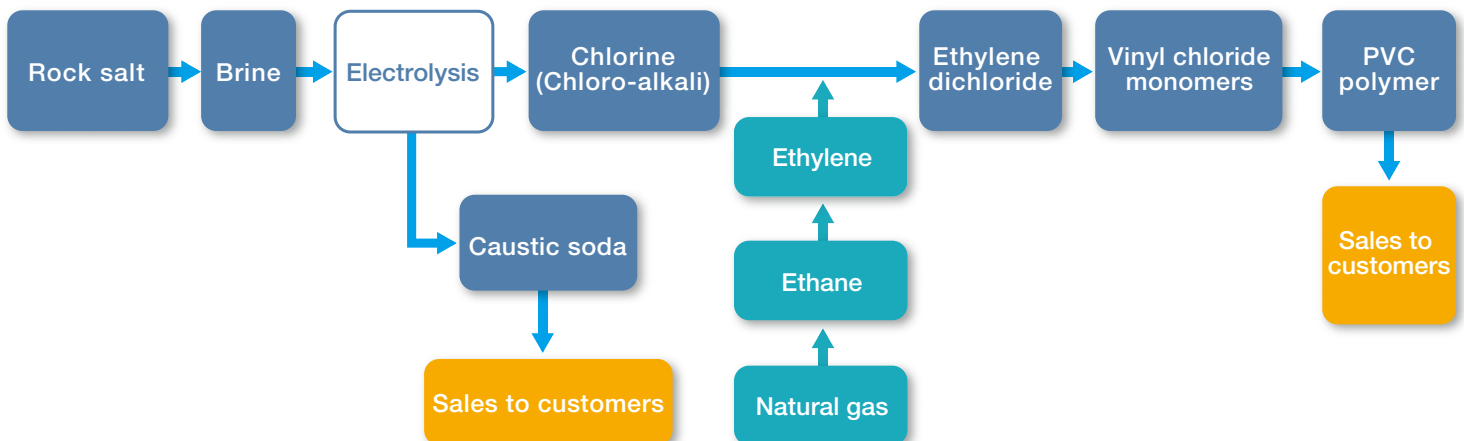 Rock salt
Brine
Electrolysis
Chlorine
(Chloro-alkali)
Ethylene
dichloride
Vinyl chloride
monomers
PVC
polymer
Ethylene
Caustic soda
Ethane
Sales to
customers
Sales to customers
Natural gas